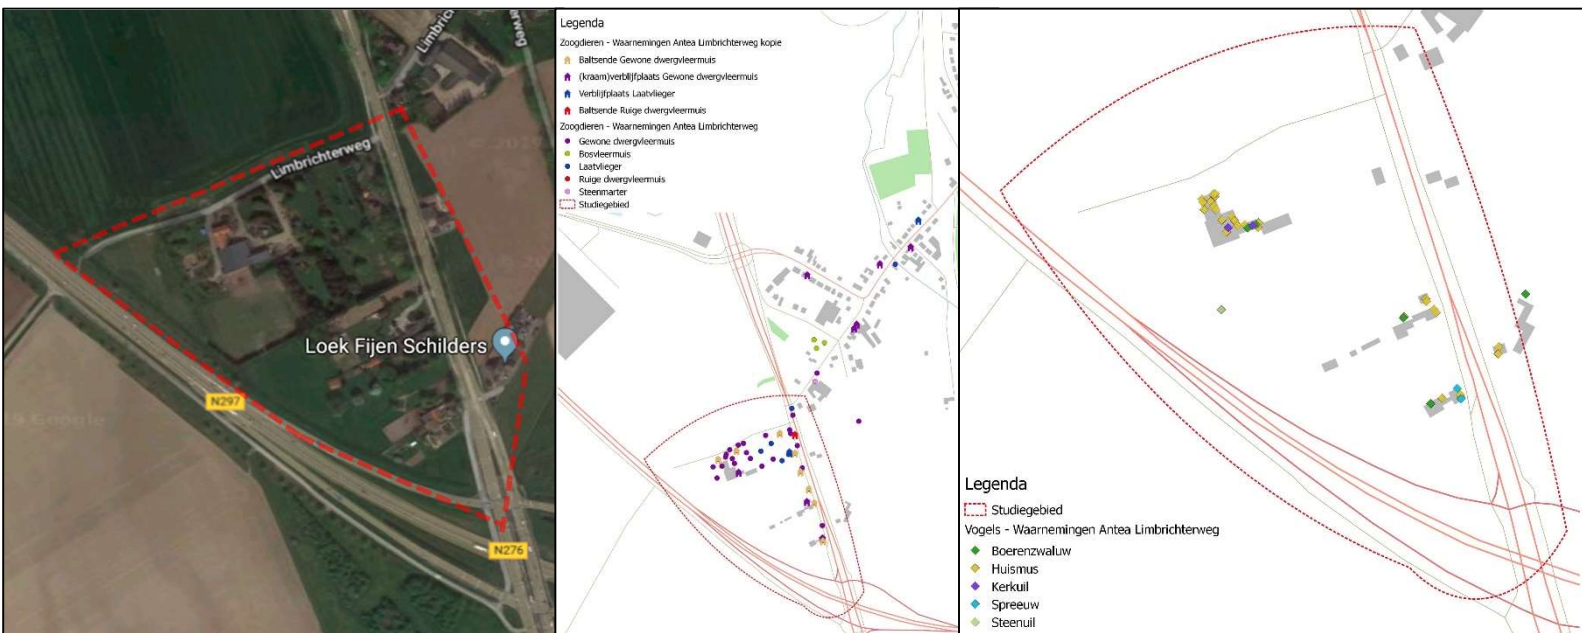 Limbrichterweg
Limbrich
erweg
Loek Fijen Schilders
N297
N276
Legenda
Zoogdieren - Waarnemingen Antea Limbrichterweg kopie
Baltsende Gewone dwergvleermuis
(kraam)verblijfplaats Gewone dwergvleermuis
Verblijfplaats Laatvlieger
Baltsende Ruige dwergvleermuis
Zoogdieren - Waarnemingen Antea Limbrichterweg
Gewone dwergvleermuis
Bosvleermuis
Laatvlieger
Ruige dwergvleermuis
Steenmarter
Studiegebied
Legenda
Studiegebied
Vogels - Waarnemingen Antea Limbrichterweg
Boerenzwaluw
Huismus
Kerkuil
Spreeuw
Steenuil